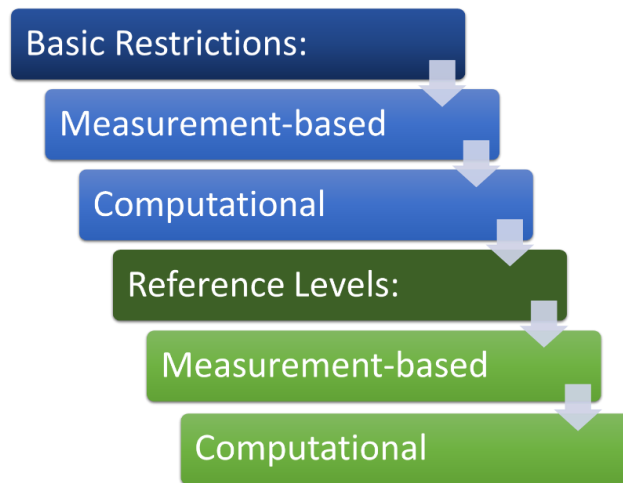 Basic Restrictions:
Measurement-based
Computational
Reference Levels:
Measurement-based
Computational